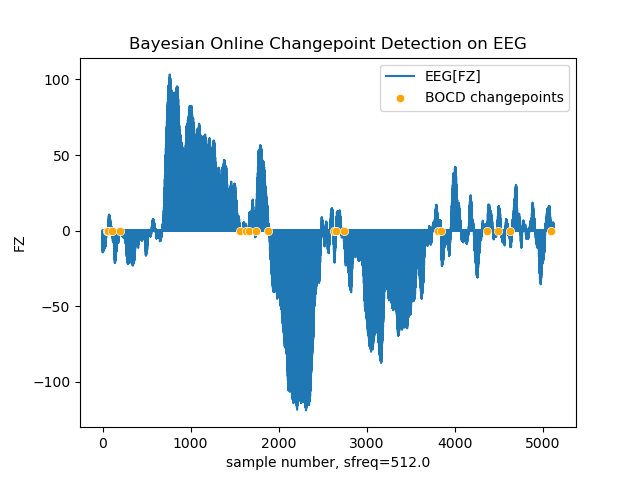 Bayesian Online Changepoint Detection on EEG
EEG[FZ]
BOCD changepoints
100
50
0
−50
−100
FZ
0 1000 2000 3000 4000 5000
sample number, sfreq=512.0